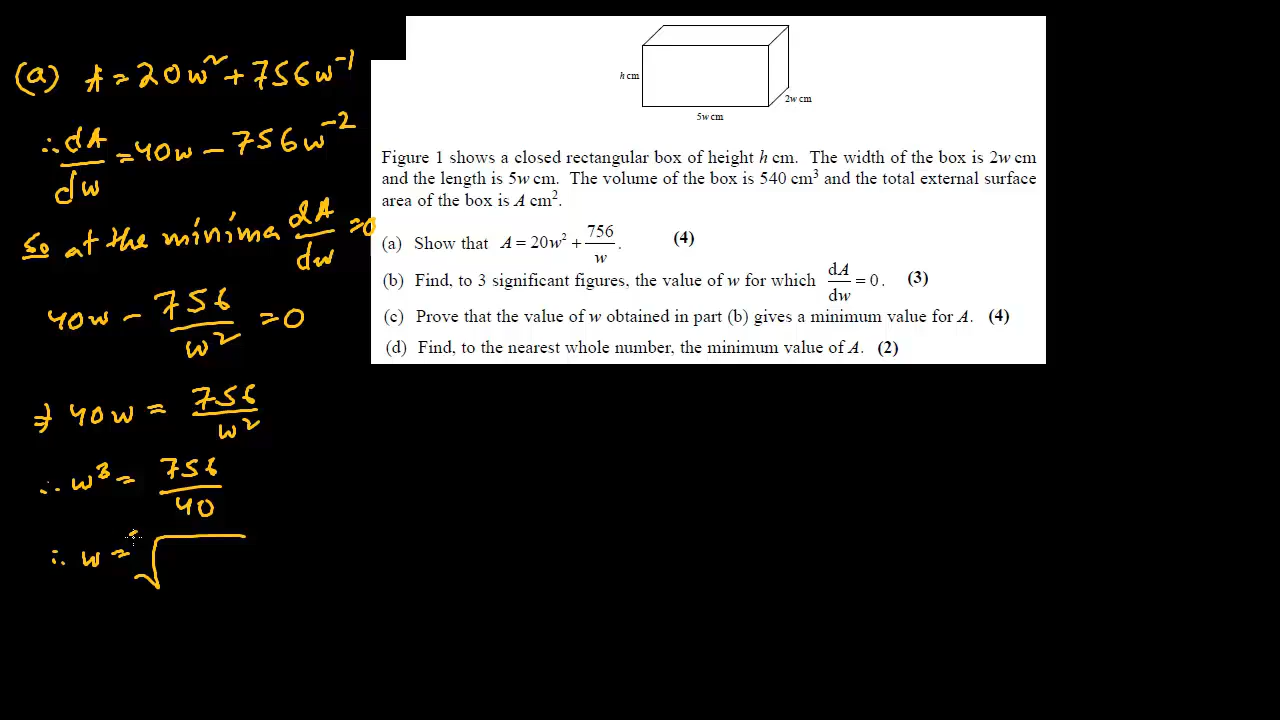 (a) A = 20w² + 756w⁻¹
∴ dA/dw = 40w − 756w⁻²
So at the minima dA/dw = 0
40w − 756/w² = 0
⇒ 40w = 756/w²
∴ w³ = 756/40
∴ w = √
h cm
2w cm
5w cm
Figure 1 shows a closed rectangular box of height h cm. The width of the box is 2w cm
and the length is 5w cm. The volume of the box is 540 cm³ and the total external surface
area of the box is A cm².
(a) Show that A = 20w² + 756/w. (4)
(b) Find, to 3 significant figures, the value of w for which dA/dw = 0. (3)
(c) Prove that the value of w obtained in part (b) gives a minimum value for A. (4)
(d) Find, to the nearest whole number, the minimum value of A. (2)